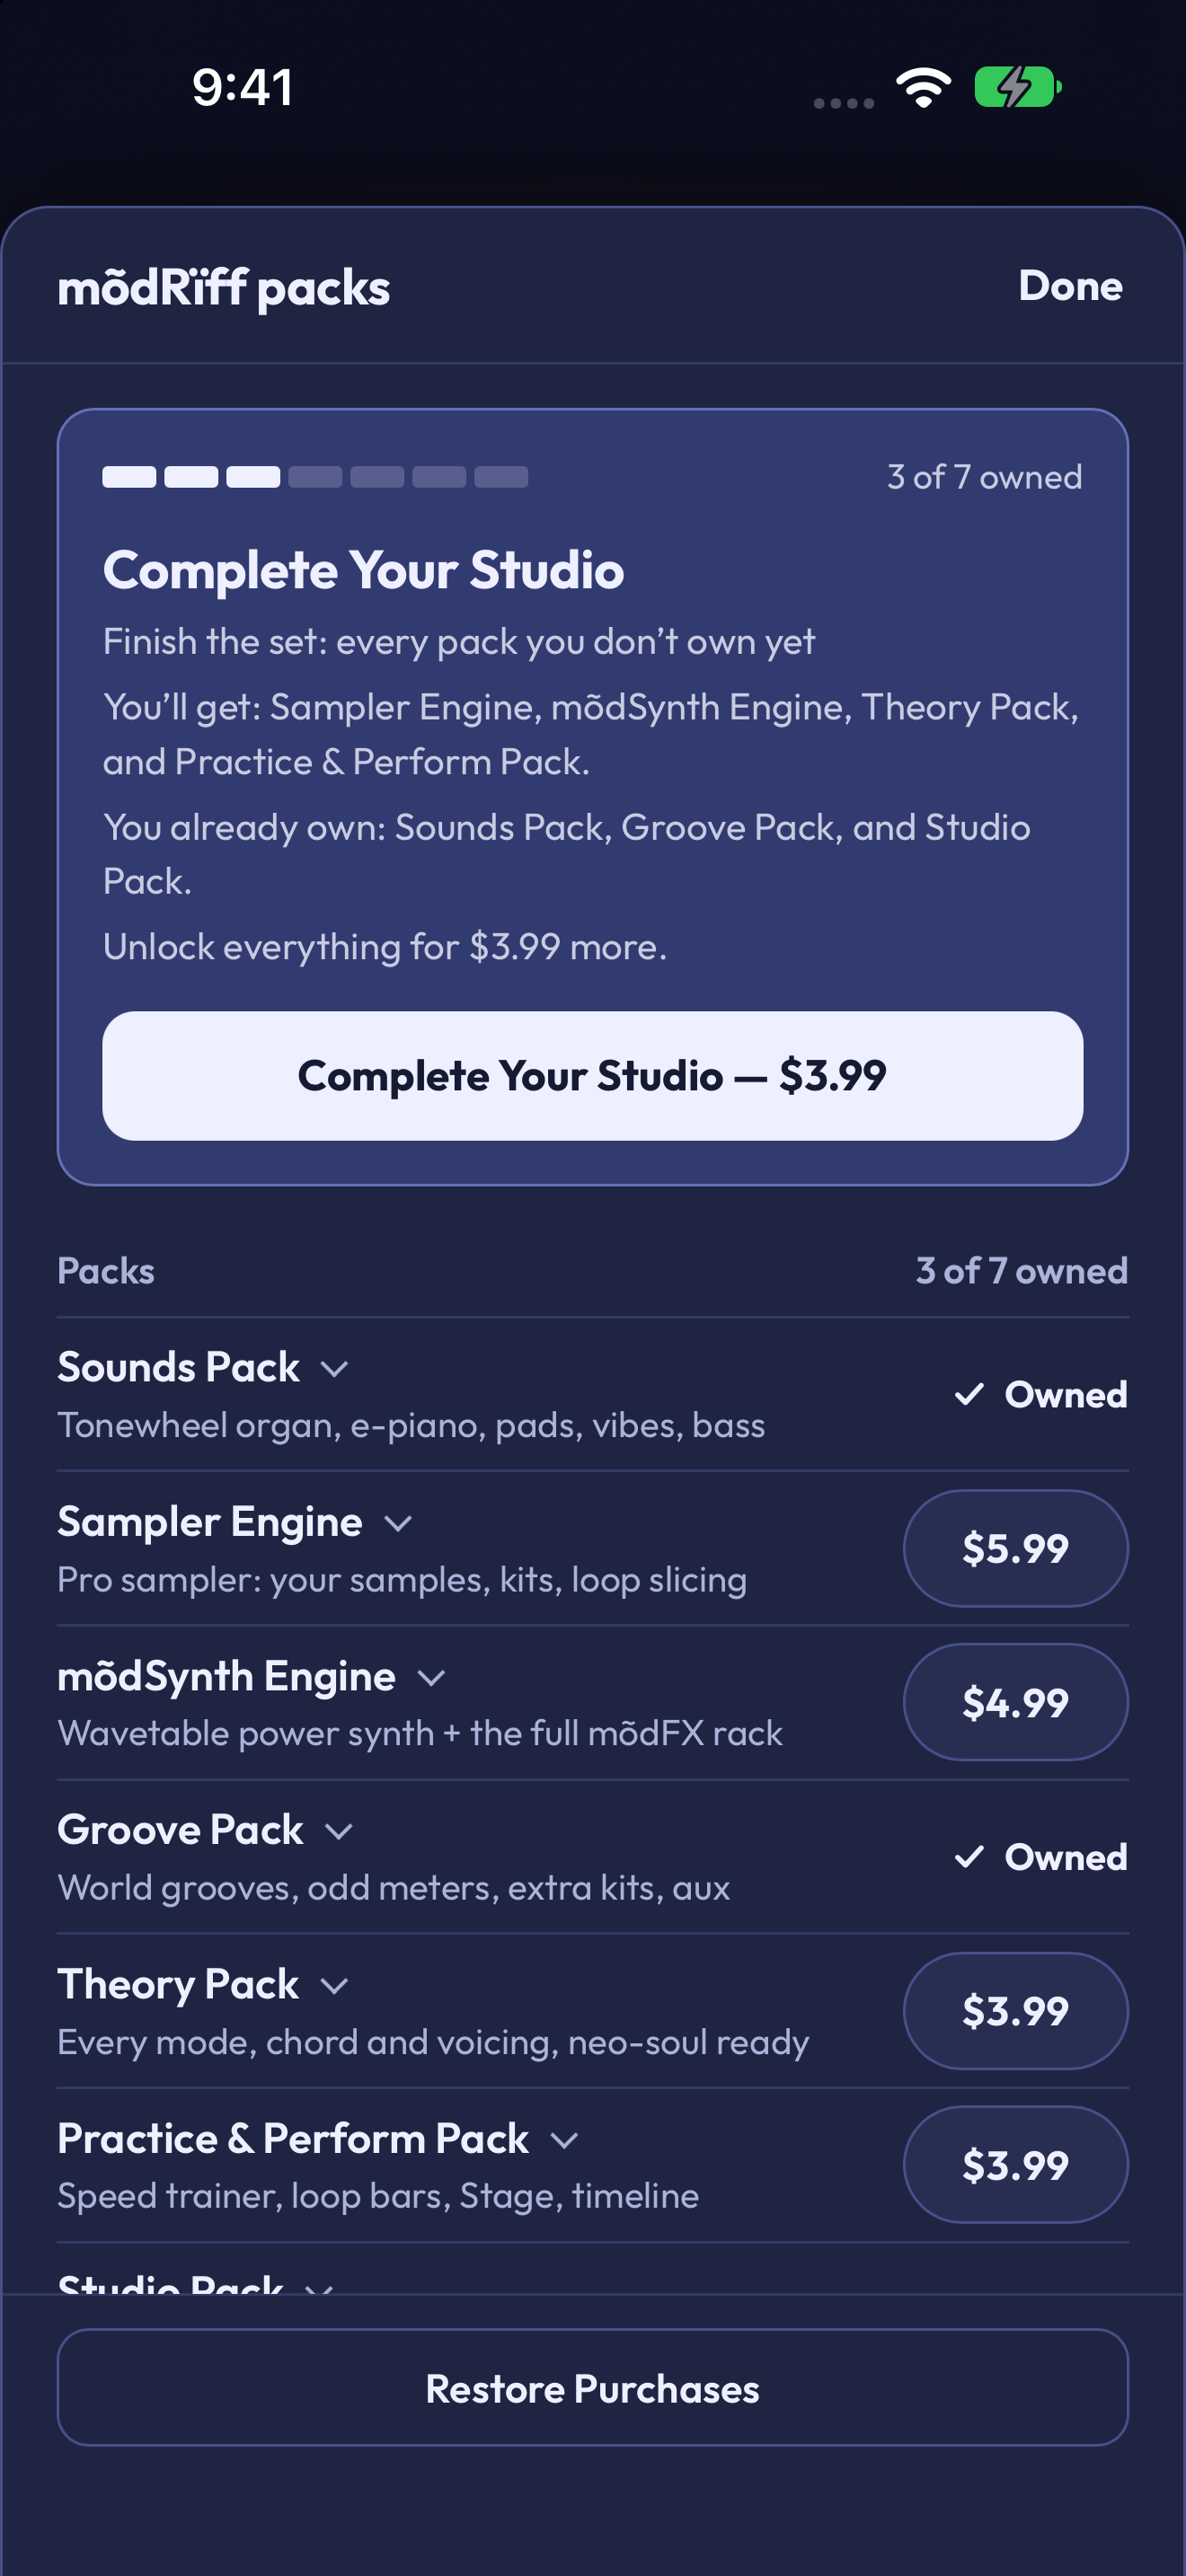 9:41
mõdRïff packs
Done
3 of 7 owned
Complete Your Studio
Finish the set: every pack you don’t own yet
You’ll get: Sampler Engine, mõdSynth Engine, Theory Pack,
and Practice & Perform Pack.
You already own: Sounds Pack, Groove Pack, and Studio
Pack.
Unlock everything for $3.99 more.
Complete Your Studio — $3.99
Packs
3 of 7 owned
Sounds Pack
Tonewheel organ, e-piano, pads, vibes, bass
Owned
Sampler Engine
Pro sampler: your samples, kits, loop slicing
$5.99
mõdSynth Engine
Wavetable power synth + the full mõdFX rack
$4.99
Groove Pack
World grooves, odd meters, extra kits, aux
Owned
Theory Pack
Every mode, chord and voicing, neo-soul ready
$3.99
Practice & Perform Pack
Speed trainer, loop bars, Stage, timeline
$3.99
Studio Pack
Restore Purchases